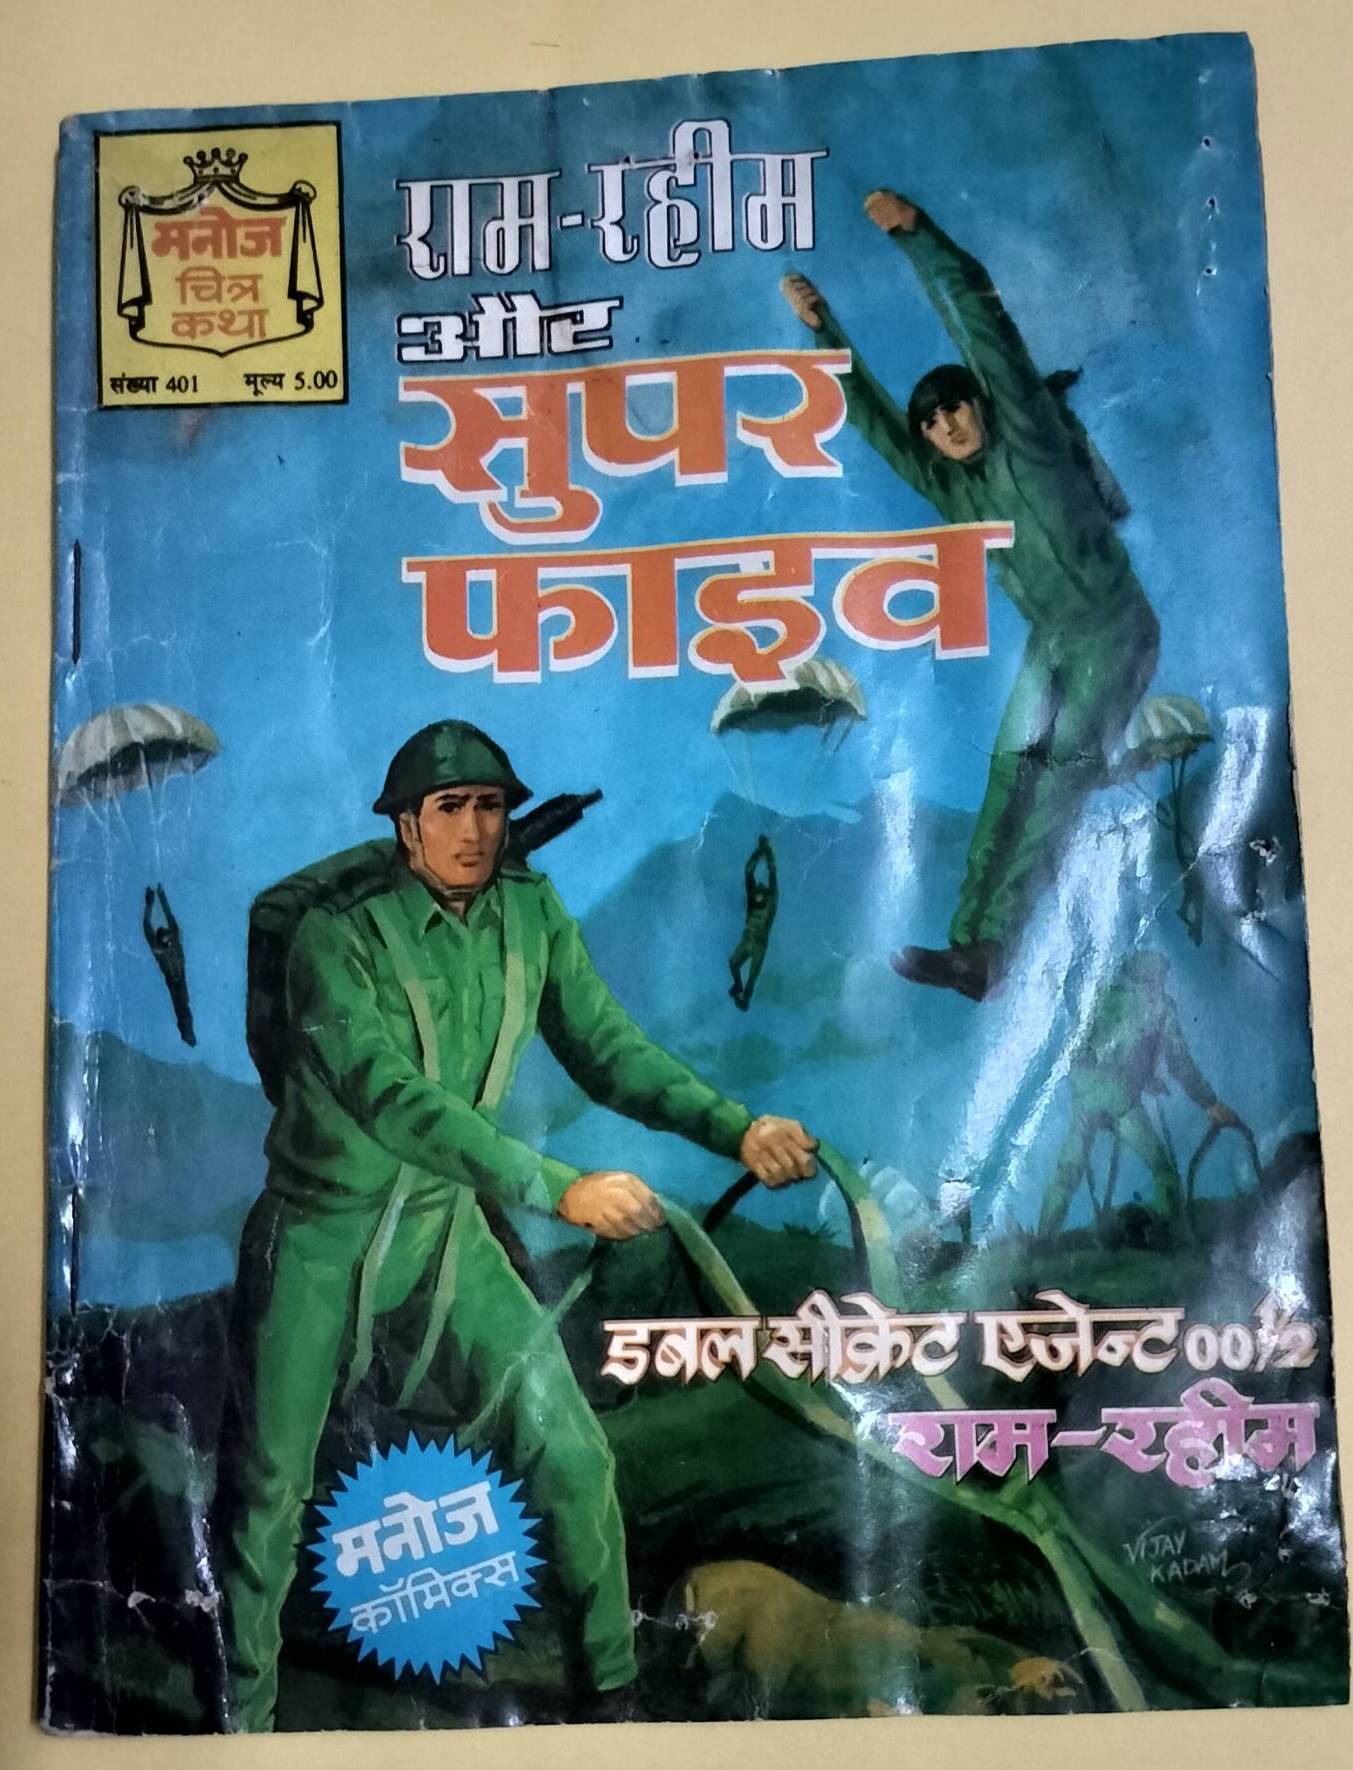 मनोज
चित्र
कथा
संख्या 401 मूल्य 5.00
राम-रहीम
और
सुपर
फाइव
डबल सीक्रेट एजेन्ट 00½
राम-रहीम
मनोज
कॉमिक्स
VIJAY
KADAM